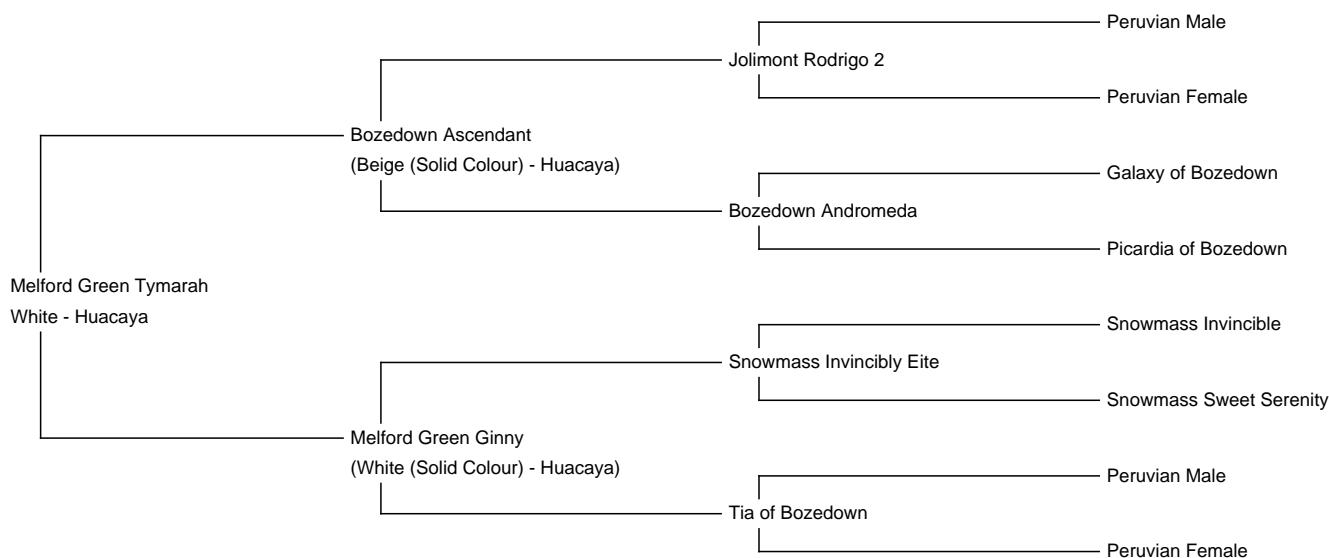 Peruvian Male
Jolimont Rodrigo 2
Peruvian Female
Bozedown Ascendant
(Beige (Solid Colour) - Huacaya)
Galaxy of Bozedown
Bozedown Andromeda
Picardia of Bozedown
Melford Green Tymarah
White - Huacaya
Snowmass Invincible
Snowmass Invincibly Eite
Snowmass Sweet Serenity
Melford Green Ginny
(White (Solid Colour) - Huacaya)
Peruvian Male
Tia of Bozedown
Peruvian Female